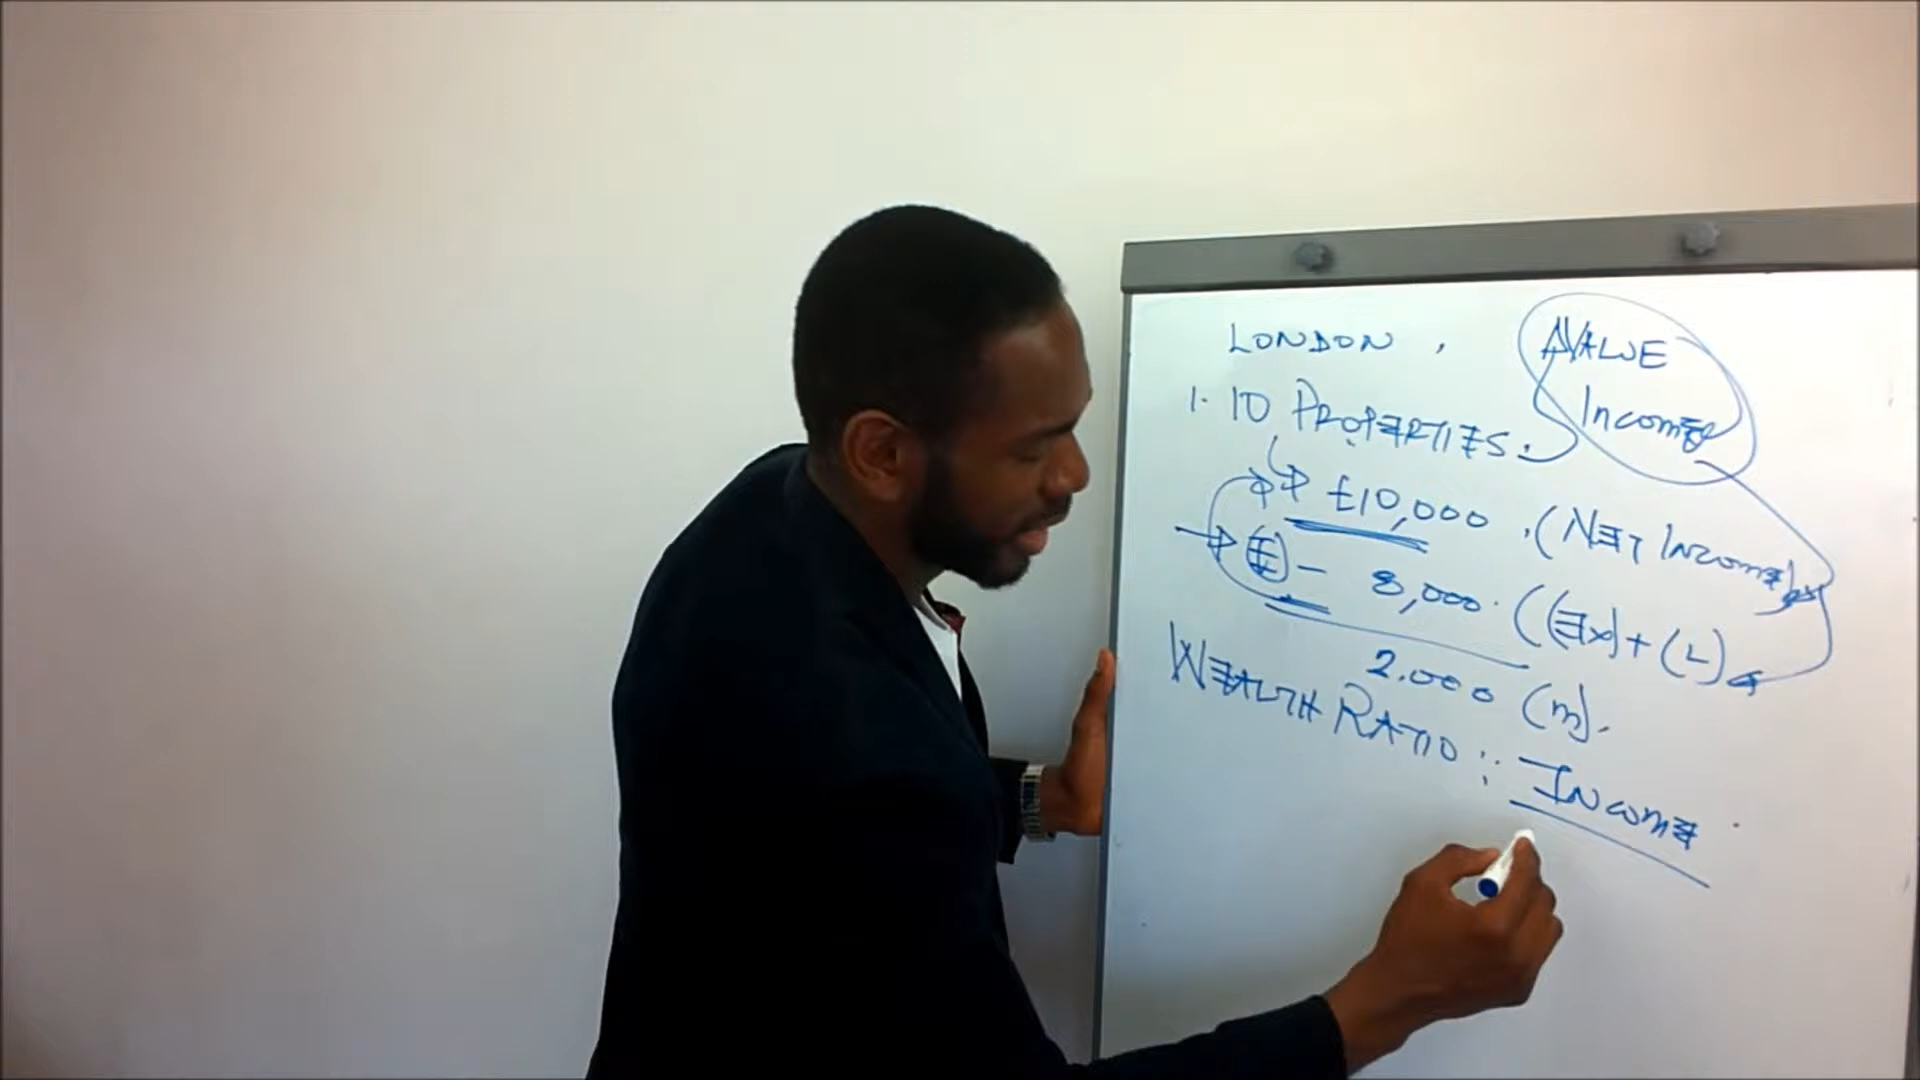 LONDON,
VALUE
Income
1. 10 PROPERTIES.
£10,000 . (NET INCOME)
(E) - 8,000. ((Ex) + (L)
2.000 (m).
WEALTH RATIO : INCOME